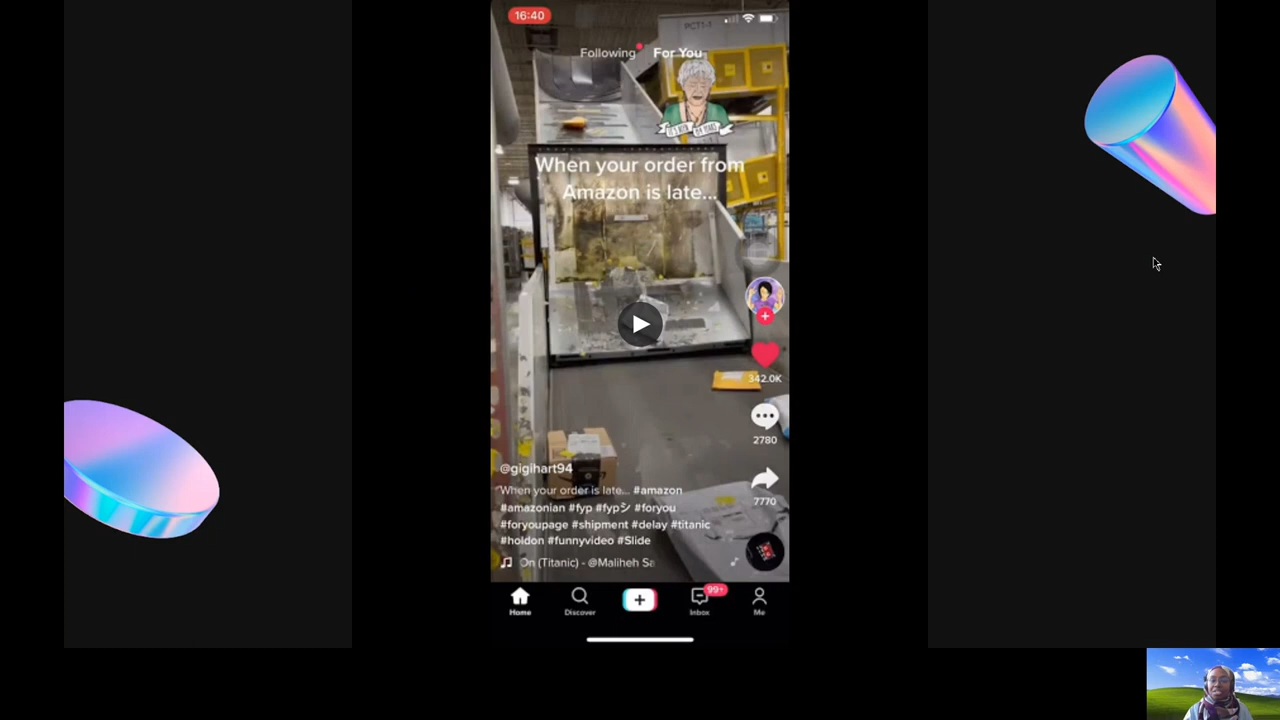 16:40
PCT1-1
Following
For You
When your order from
Amazon is late...
342.0K
2780
7770
@gigihart94
When your order is late... #amazon
#amazonian #fyp #fypシ #foryou
#foryoupage #shipment #delay #titanic
#holdon #funnyvideo #Slide
On (Titanic) - @Maliheh Sa
Home
Discover
99+
Inbox
Me